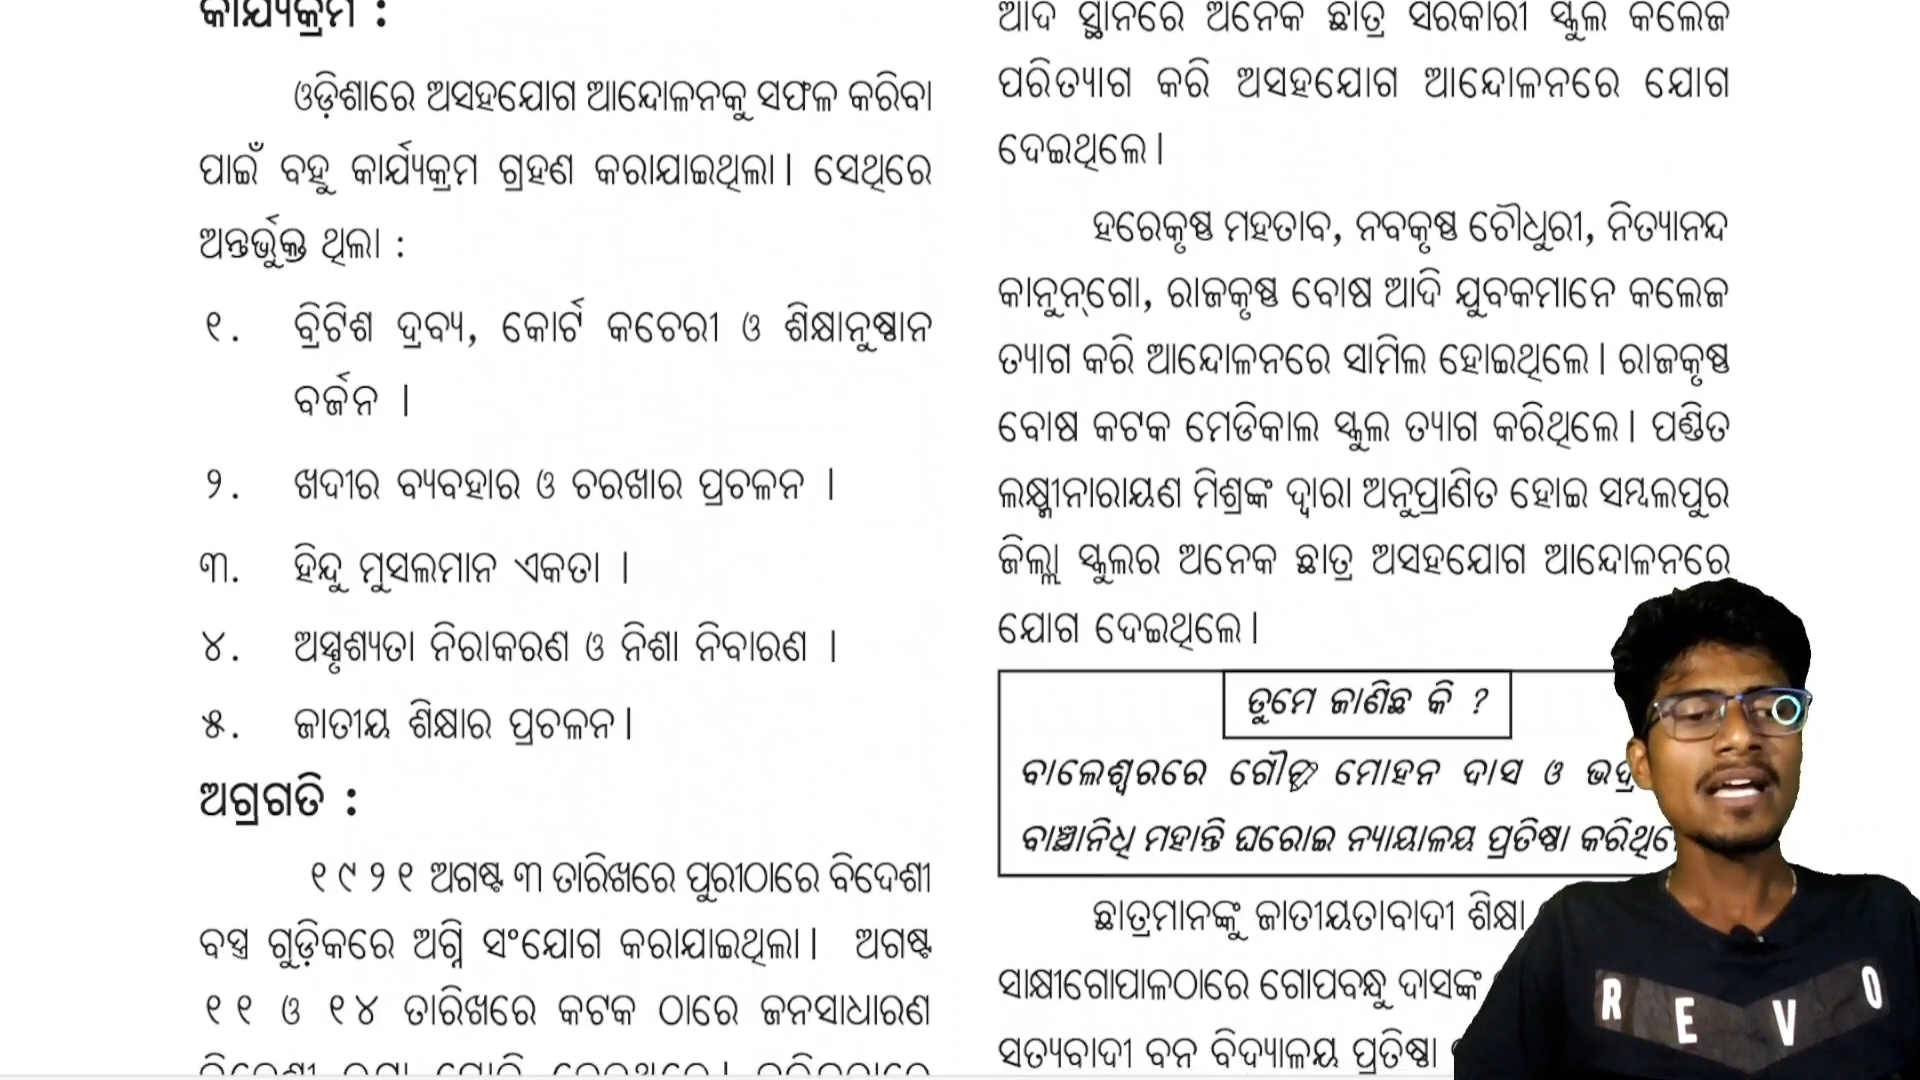 କାର୍ଯ୍ୟକ୍ରମ :
ଓଡ଼ିଶାରେ ଅସହଯୋଗ ଆନ୍ଦୋଳନକୁ ସଫଳ କରିବା
ପାଇଁ ବହୁ କାର୍ଯ୍ୟକ୍ରମ ଗ୍ରହଣ କରାଯାଇଥିଲା। ସେଥିରେ
ଅନ୍ତର୍ଭୁକ୍ତ ଥିଲା :
୧. ବ୍ରିଟିଶ ଦ୍ରବ୍ୟ, କୋର୍ଟ କଚେରୀ ଓ ଶିକ୍ଷାନୁଷ୍ଠାନ
ବର୍ଜନ ।
୨. ଖଦୀର ବ୍ୟବହାର ଓ ଚରଖାର ପ୍ରଚଳନ ।
୩. ହିନ୍ଦୁ ମୁସଲମାନ ଏକତା ।
୪. ଅସ୍ପୃଶ୍ୟତା ନିରାକରଣ ଓ ନିଶା ନିବାରଣ ।
୫. ଜାତୀୟ ଶିକ୍ଷାର ପ୍ରଚଳନ।
ଅଗ୍ରଗତି :
୧୯୨୧ ଅଗଷ୍ଟ ୩ ତାରିଖରେ ପୁରୀଠାରେ ବିଦେଶୀ
ବସ୍ତ୍ର ଗୁଡ଼ିକରେ ଅଗ୍ନି ସଂଯୋଗ କରାଯାଇଥିଲା। ଅଗଷ୍ଟ
୧୧ ଓ ୧୪ ତାରିଖରେ କଟକ ଠାରେ ଜନସାଧାରଣ
ଆଦି ସ୍ଥାନରେ ଅନେକ ଛାତ୍ର ସରକାରୀ ସ୍କୁଲ କଲେଜ
ପରିତ୍ୟାଗ କରି ଅସହଯୋଗ ଆନ୍ଦୋଳନରେ ଯୋଗ
ଦେଇଥିଲେ।
ହରେକୃଷ୍ଣ ମହତାବ, ନବକୃଷ୍ଣ ଚୌଧୁରୀ, ନିତ୍ୟାନନ୍ଦ
କାନୁନ୍‌ଗୋ, ରାଜକୃଷ୍ଣ ବୋଷ ଆଦି ଯୁବକମାନେ କଲେଜ
ତ୍ୟାଗ କରି ଆନ୍ଦୋଳନରେ ସାମିଲ ହୋଇଥିଲେ। ରାଜକୃଷ୍ଣ
ବୋଷ କଟକ ମେଡିକାଲ ସ୍କୁଲ ତ୍ୟାଗ କରିଥିଲେ। ପଣ୍ଡିତ
ଲକ୍ଷ୍ମୀନାରାୟଣ ମିଶ୍ରଙ୍କ ଦ୍ୱାରା ଅନୁପ୍ରାଣିତ ହୋଇ ସମ୍ବଲପୁର
ଜିଲ୍ଲା ସ୍କୁଲର ଅନେକ ଛାତ୍ର ଅସହଯୋଗ ଆନ୍ଦୋଳନରେ
ଯୋଗ ଦେଇଥିଲେ।
ତୁମେ ଜାଣିଛ କି ?
ବାଲେଶ୍ୱରରେ ମୋହନ ଦାସ ଓ
ବାଞ୍ଛାନିଧି ମହାନ୍ତି ଘରୋଇ ନ୍ୟାୟାଳୟ ପ୍ରତିଷ୍ଠା
ଛାତ୍ରମାନଙ୍କୁ ଜାତୀୟତାବାଦୀ ଶିକ୍ଷା
ସାକ୍ଷୀଗୋପାଳଠାରେ ଗୋପବନ୍ଧୁ ଦାସଙ୍କ
ସତ୍ୟବାଦୀ ବନ ବିଦ୍ୟାଳୟ ପ୍ରତିଷ୍ଠା
R E V O